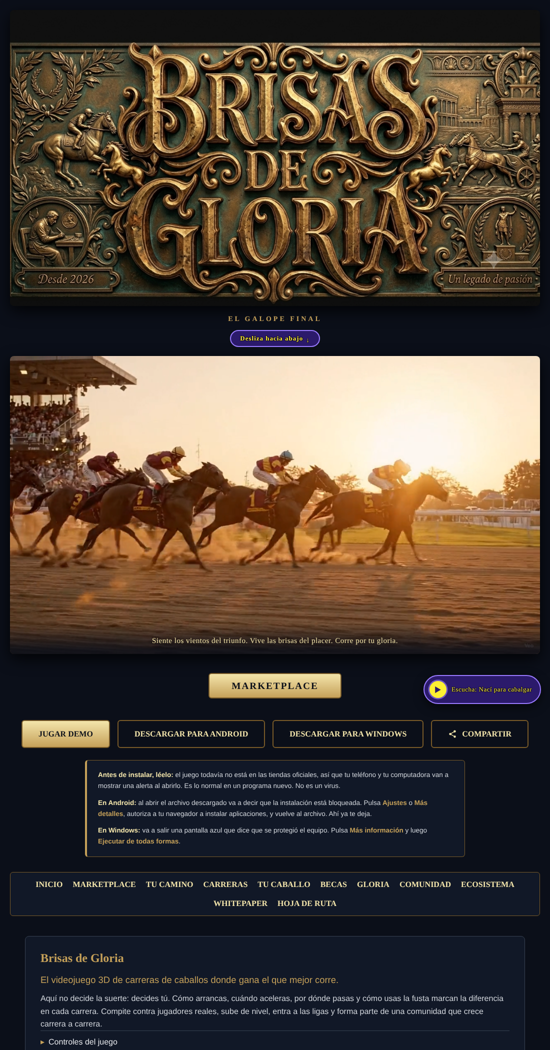 BRISAS
DE
GLORIA
Desde 2026
Un legado de pasión
EL GALOPE FINAL
Desliza hacia abajo ↓
Siente los vientos del triunfo. Vive las brisas del placer. Corre por tu gloria.
MARKETPLACE
Escucha: Nací para cabalgar
JUGAR DEMO
DESCARGAR PARA ANDROID
DESCARGAR PARA WINDOWS
COMPARTIR
Antes de instalar, léelo: el juego todavía no está en las tiendas oficiales, así que tu teléfono y tu computadora van a
mostrar una alerta al abrirlo. Es lo normal en un programa nuevo. No es un virus.
En Android: al abrir el archivo descargado va a decir que la instalación está bloqueada. Pulsa Ajustes o Más
detalles, autoriza a tu navegador a instalar aplicaciones, y vuelve al archivo. Ahí ya te deja.
En Windows: va a salir una pantalla azul que dice que se protegió el equipo. Pulsa Más información y luego
Ejecutar de todas formas.
INICIO MARKETPLACE TU CAMINO CARRERAS TU CABALLO BECAS GLORIA COMUNIDAD ECOSISTEMA
WHITEPAPER HOJA DE RUTA
Brisas de Gloria
El videojuego 3D de carreras de caballos donde gana el que mejor corre.
Aquí no decide la suerte: decides tú. Cómo arrancas, cuándo aceleras, por dónde pasas y cómo usas la fusta marcan la diferencia
en cada carrera. Compite contra jugadores reales, sube de nivel, entra a las ligas y forma parte de una comunidad que crece
carrera a carrera.
▸ Controles del juego